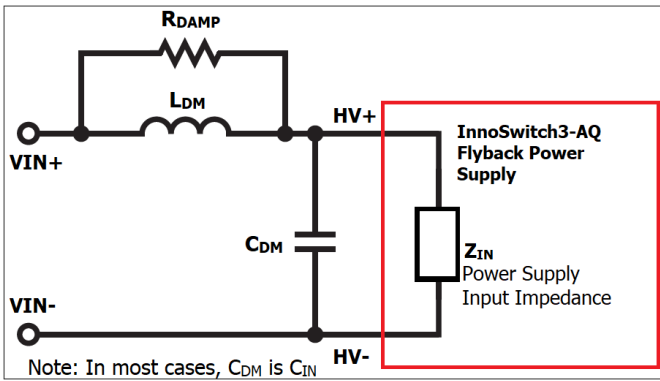 RDAMP
LDM
HV+
VIN+
InnoSwitch3-AQ
Flyback Power
Supply
CDM
ZIN
Power Supply
Input Impedance
VIN-
HV-
Note: In most cases, CDM is CIN